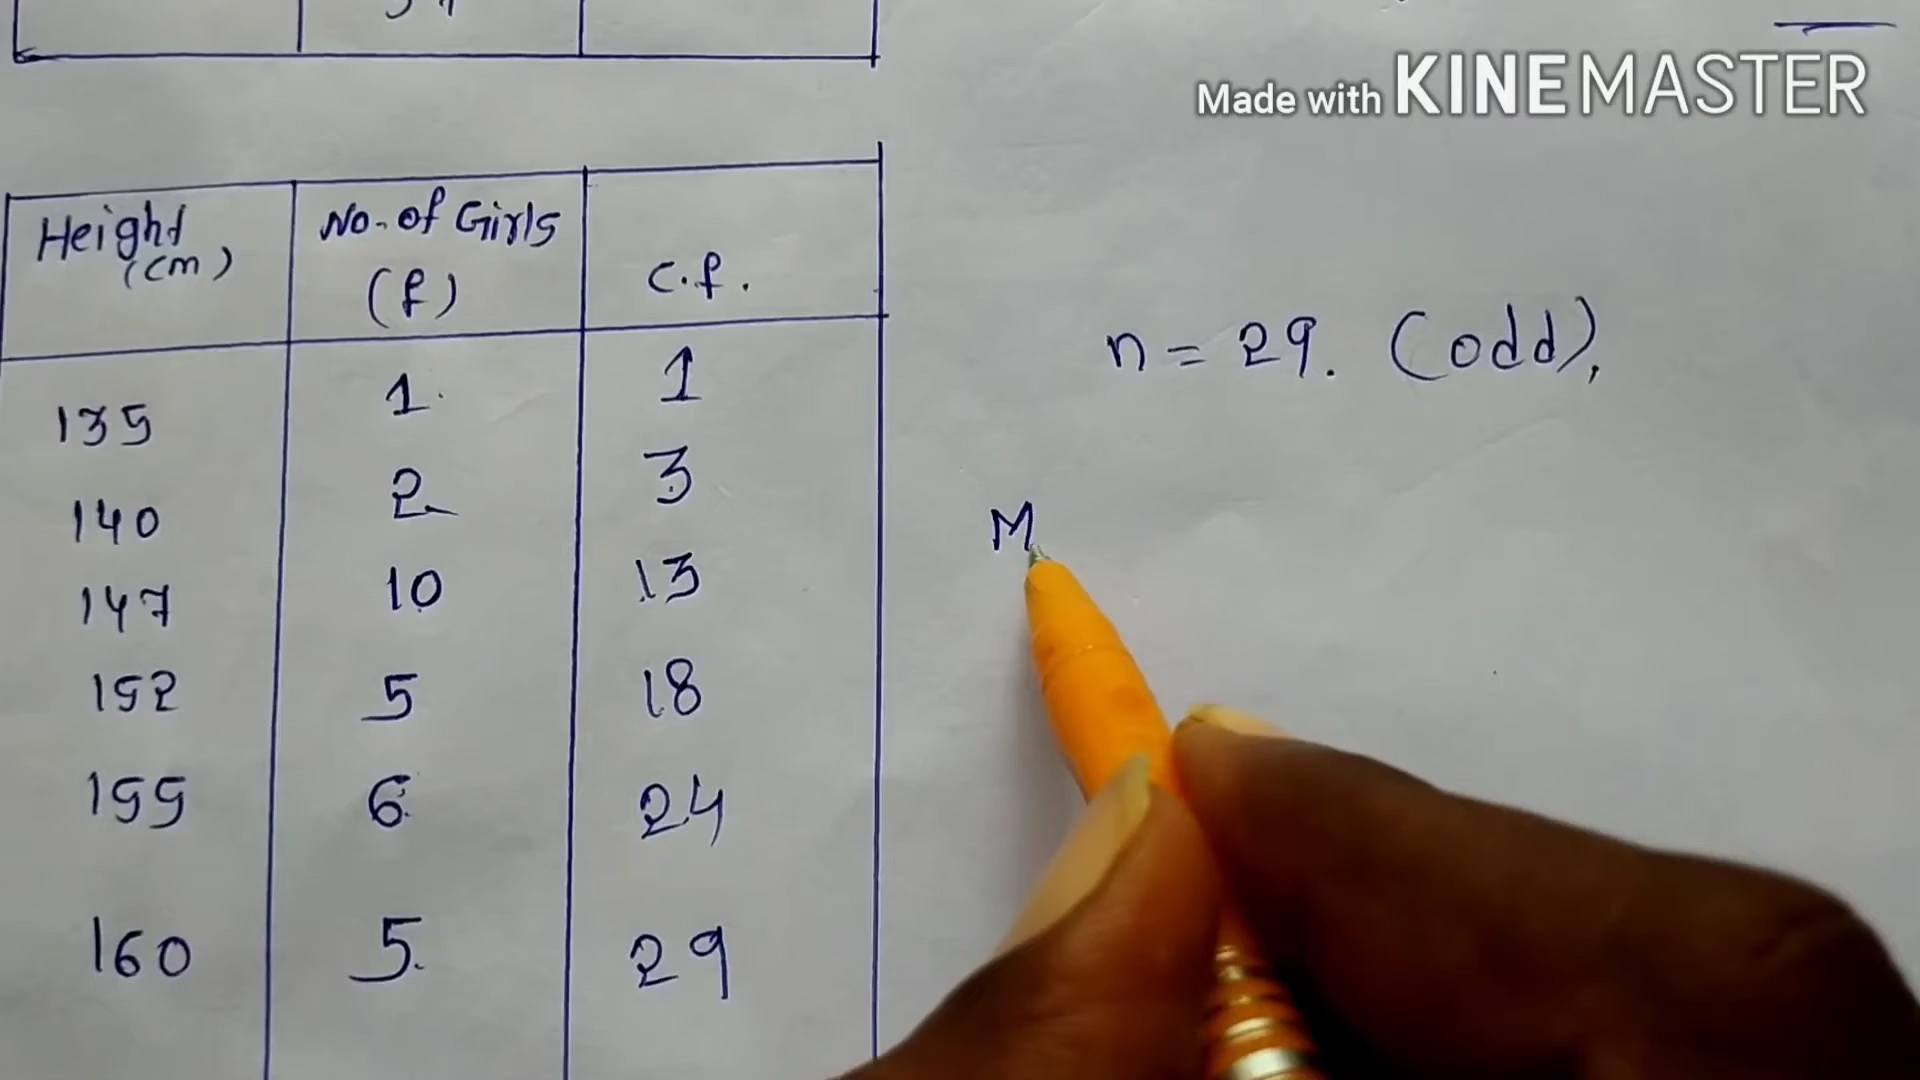 Made with KINEMASTER
Height (cm) No. of Girls (f) c.f.
n = 29. (odd),
135 1. 1
140 2 3
M
147 10 13
152 5 18
155 6 24
160 5. 29